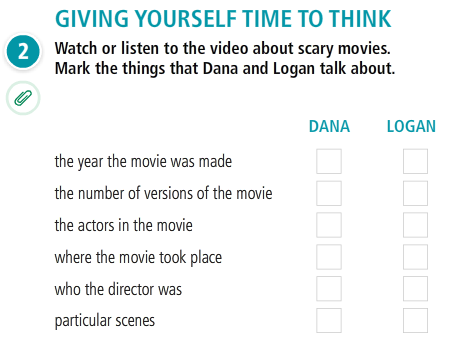 GIVING YOURSELF TIME TO THINK
2
Watch or listen to the video about scary movies.
Mark the things that Dana and Logan talk about.
DANA LOGAN
the year the movie was made
the number of versions of the movie
the actors in the movie
where the movie took place
who the director was
particular scenes